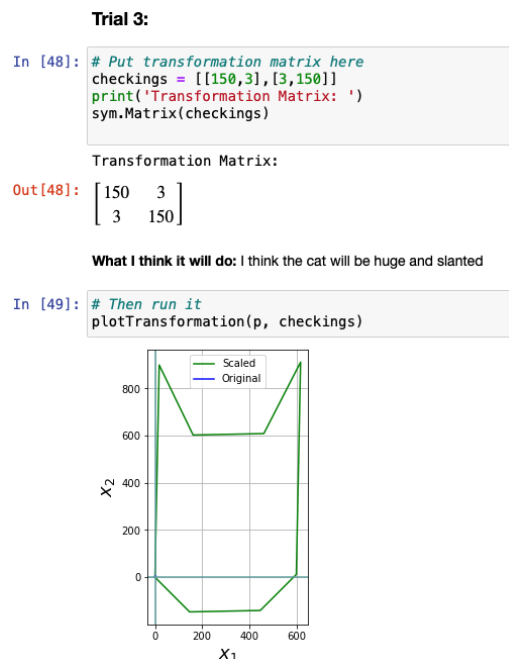 Trial 3:
In [48]: # Put transformation matrix here
checkings = [[150,3],[3,150]]
print('Transformation Matrix: ')
sym.Matrix(checkings)
Transformation Matrix:
Out[48]: [150 3
3 150]
What I think it will do: I think the cat will be huge and slanted
In [49]: # Then run it
plotTransformation(p, checkings)
Scaled
Original
800
600
400
200
0
x2
0 200 400 600
x1